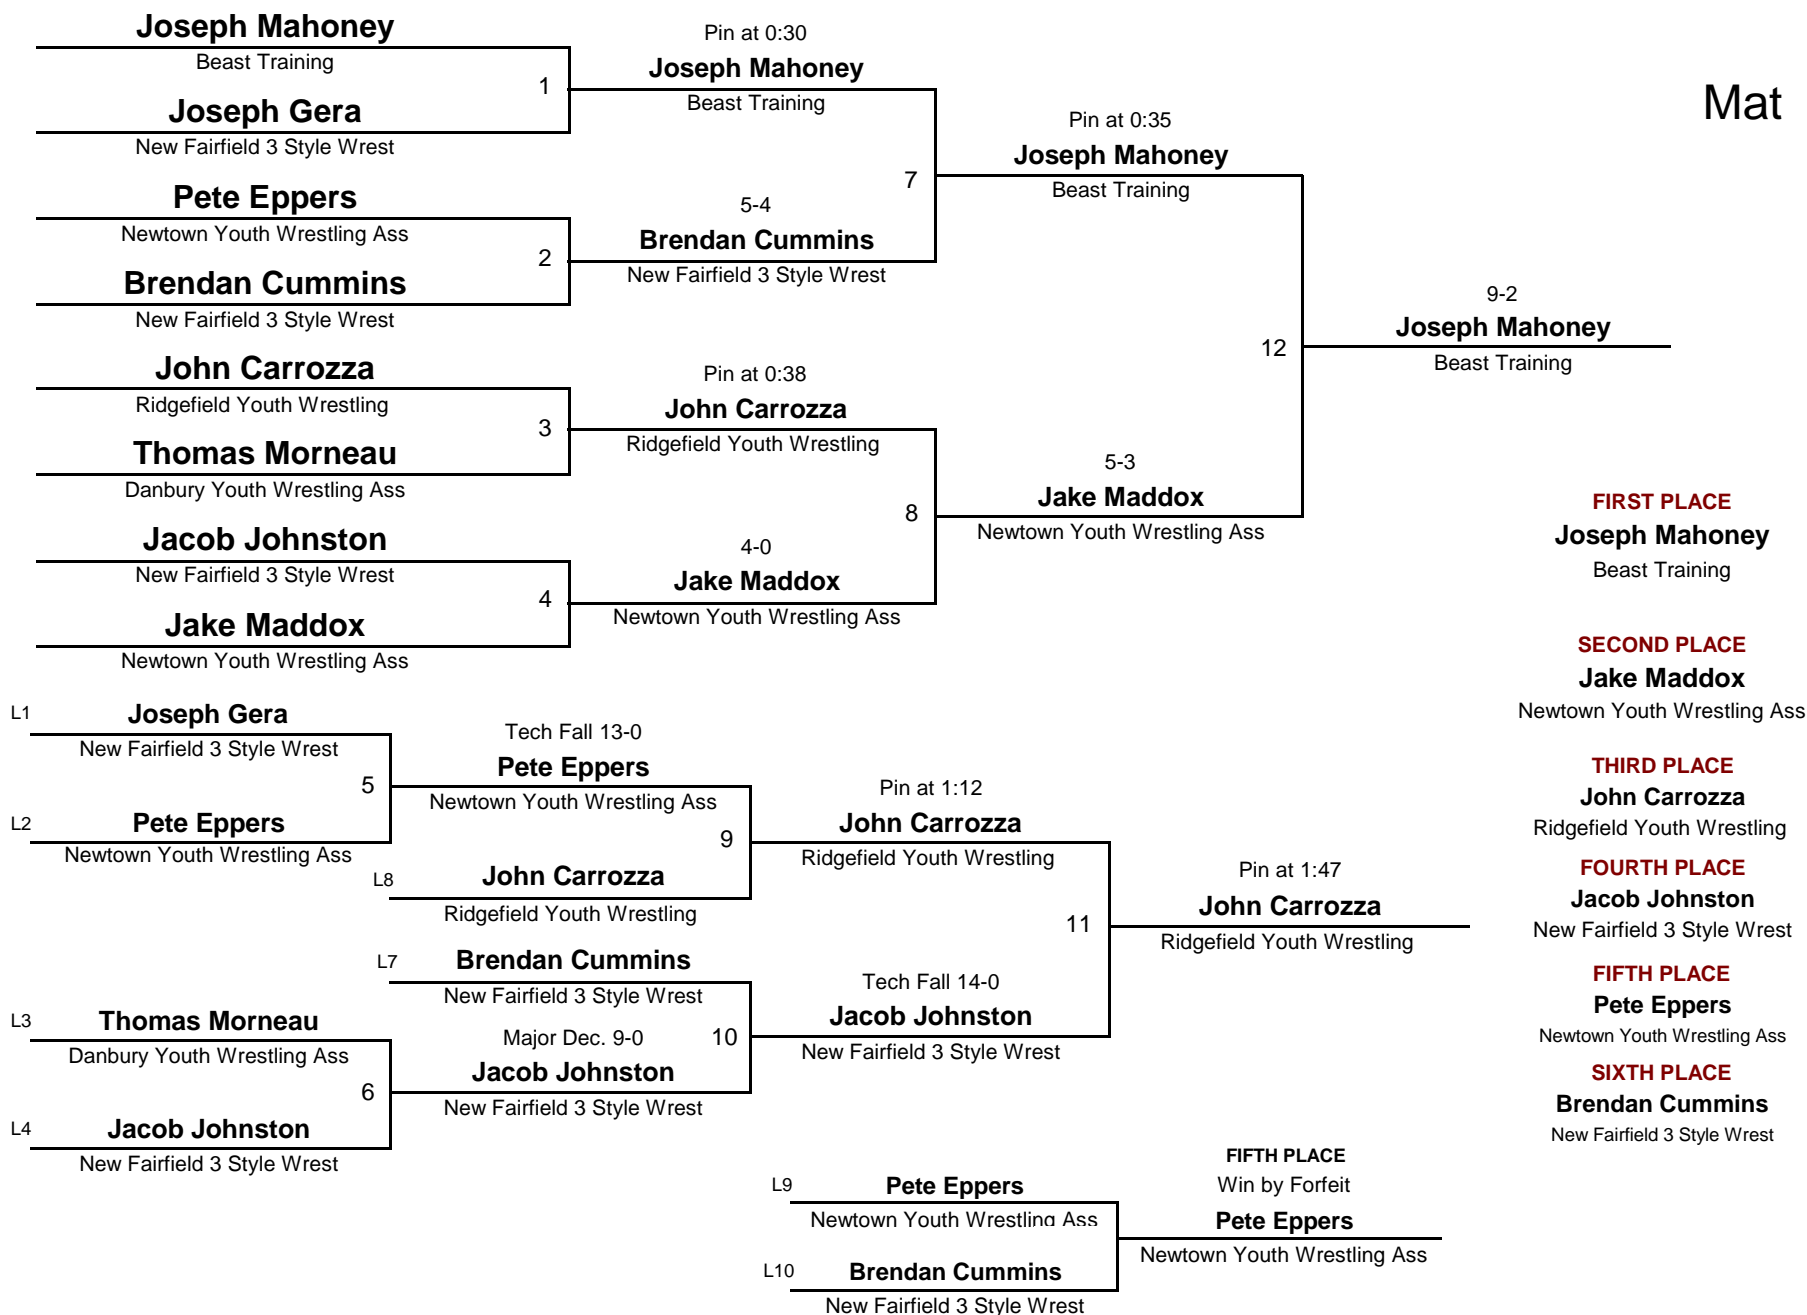 Joseph Mahoney
Beast Training
1
Joseph Gera
New Fairfield 3 Style Wrest
Pin at 0:30
Joseph Mahoney
Beast Training
Mat
Pete Eppers
Newtown Youth Wrestling Ass
2
Brendan Cummins
New Fairfield 3 Style Wrest
5-4
Brendan Cummins
New Fairfield 3 Style Wrest
7
Pin at 0:35
Joseph Mahoney
Beast Training
John Carrozza
Ridgefield Youth Wrestling
3
Thomas Morneau
Danbury Youth Wrestling Ass
Pin at 0:38
John Carrozza
Ridgefield Youth Wrestling
12
9-2
Joseph Mahoney
Beast Training
Jacob Johnston
New Fairfield 3 Style Wrest
4
Jake Maddox
Newtown Youth Wrestling Ass
4-0
Jake Maddox
Newtown Youth Wrestling Ass
8
5-3
Jake Maddox
Newtown Youth Wrestling Ass
FIRST PLACE
Joseph Mahoney
Beast Training
SECOND PLACE
Jake Maddox
Newtown Youth Wrestling Ass
THIRD PLACE
John Carrozza
Ridgefield Youth Wrestling
FOURTH PLACE
Jacob Johnston
New Fairfield 3 Style Wrest
FIFTH PLACE
Pete Eppers
Newtown Youth Wrestling Ass
SIXTH PLACE
Brendan Cummins
New Fairfield 3 Style Wrest
L1
Joseph Gera
New Fairfield 3 Style Wrest
5
L2
Pete Eppers
Newtown Youth Wrestling Ass
Tech Fall 13-0
Pete Eppers
Newtown Youth Wrestling Ass
9
L8
John Carrozza
Ridgefield Youth Wrestling
Pin at 1:12
John Carrozza
Ridgefield Youth Wrestling
L7
Brendan Cummins
New Fairfield 3 Style Wrest
10
L3
Thomas Morneau
Danbury Youth Wrestling Ass
6
L4
Jacob Johnston
New Fairfield 3 Style Wrest
Major Dec. 9-0
Jacob Johnston
New Fairfield 3 Style Wrest
Tech Fall 14-0
Jacob Johnston
New Fairfield 3 Style Wrest
11
Pin at 1:47
John Carrozza
Ridgefield Youth Wrestling
L9
Pete Eppers
Newtown Youth Wrestling Ass
L10
Brendan Cummins
New Fairfield 3 Style Wrest
FIFTH PLACE
Win by Forfeit
Pete Eppers
Newtown Youth Wrestling Ass